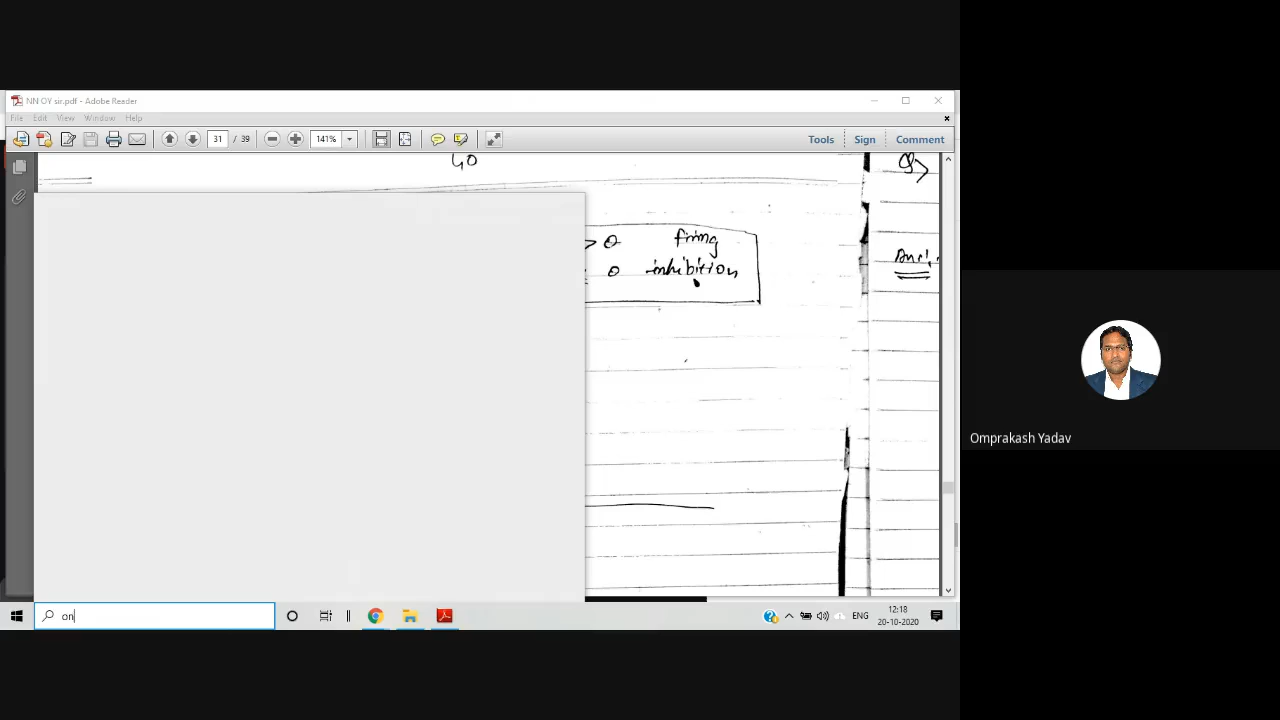 NN OY sir.pdf - Adobe Reader
File Edit View Window Help
31 / 39 141% Tools Sign Comment
40
> θ firing
θ inhibition
Ans:
Omprakash Yadav
on
ENG
12:18
20-10-2020